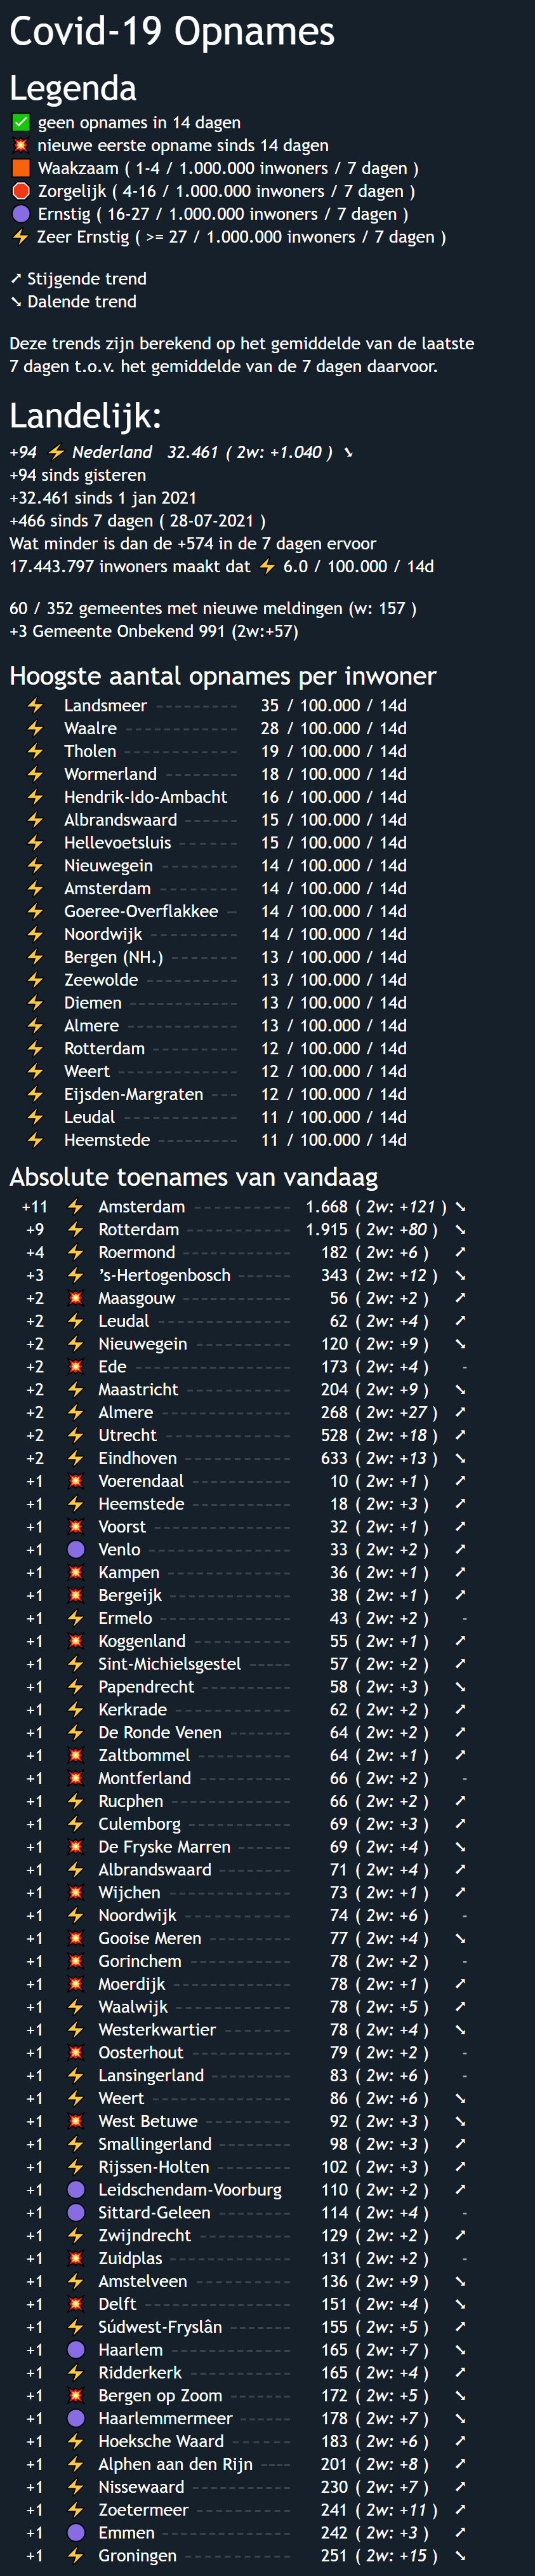 Covid-19 Opnames
Legenda
✅ geen opnames in 14 dagen
💥 nieuwe eerste opname sinds 14 dagen
🟧 Waakzaam ( 1-4 / 1.000.000 inwoners / 7 dagen )
🛑 Zorgelijk ( 4-16 / 1.000.000 inwoners / 7 dagen )
🟣 Ernstig ( 16-27 / 1.000.000 inwoners / 7 dagen )
⚡ Zeer Ernstig ( >= 27 / 1.000.000 inwoners / 7 dagen )
➚ Stijgende trend
➘ Dalende trend
Deze trends zijn berekend op het gemiddelde van de laatste
7 dagen t.o.v. het gemiddelde van de 7 dagen daarvoor.
Landelijk:
+94 ⚡ Nederland 32.461 ( 2w: +1.040 ) ➘
+94 sinds gisteren
+32.461 sinds 1 jan 2021
+466 sinds 7 dagen ( 28-07-2021 )
Wat minder is dan de +574 in de 7 dagen ervoor
17.443.797 inwoners maakt dat ⚡ 6.0 / 100.000 / 14d
60 / 352 gemeentes met nieuwe meldingen (w: 157 )
+3 Gemeente Onbekend 991 (2w:+57)
Hoogste aantal opnames per inwoner
⚡ Landsmeer --------- 35 / 100.000 / 14d
⚡ Waalre ------------ 28 / 100.000 / 14d
⚡ Tholen ------------ 19 / 100.000 / 14d
⚡ Wormerland -------- 18 / 100.000 / 14d
⚡ Hendrik-Ido-Ambacht 16 / 100.000 / 14d
⚡ Albrandswaard ------ 15 / 100.000 / 14d
⚡ Hellevoetsluis ------ 15 / 100.000 / 14d
⚡ Nieuwegein -------- 14 / 100.000 / 14d
⚡ Amsterdam --------- 14 / 100.000 / 14d
⚡ Goeree-Overflakkee - 14 / 100.000 / 14d
⚡ Noordwijk --------- 14 / 100.000 / 14d
⚡ Bergen (NH.) ------- 13 / 100.000 / 14d
⚡ Zeewolde ---------- 13 / 100.000 / 14d
⚡ Diemen ------------ 13 / 100.000 / 14d
⚡ Almere ------------ 13 / 100.000 / 14d
⚡ Rotterdam --------- 12 / 100.000 / 14d
⚡ Weert ------------- 12 / 100.000 / 14d
⚡ Eijsden-Margraten --- 12 / 100.000 / 14d
⚡ Leudal ------------ 11 / 100.000 / 14d
⚡ Heemstede --------- 11 / 100.000 / 14d
Absolute toenames van vandaag
+11 ⚡ Amsterdam ----------- 1.668 ( 2w: +121 ) ➘
+9 ⚡ Rotterdam ----------- 1.915 ( 2w: +80 ) ➘
+4 ⚡ Roermond ------------ 182 ( 2w: +6 ) ➚
+3 ⚡ 's-Hertogenbosch ------ 343 ( 2w: +12 ) ➘
+2 💥 Maasgouw ------------ 56 ( 2w: +2 ) ➚
+2 ⚡ Leudal --------------- 62 ( 2w: +4 ) ➚
+2 ⚡ Nieuwegein ---------- 120 ( 2w: +9 ) ➘
+2 💥 Ede ----------------- 173 ( 2w: +4 ) -
+2 ⚡ Maastricht ------------ 204 ( 2w: +9 ) ➘
+2 ⚡ Almere -------------- 268 ( 2w: +27 ) ➚
+2 ⚡ Utrecht -------------- 528 ( 2w: +18 ) ➚
+2 ⚡ Eindhoven ------------ 633 ( 2w: +13 ) ➘
+1 💥 Voerendaal ----------- 10 ( 2w: +1 ) ➚
+1 ⚡ Heemstede ----------- 18 ( 2w: +3 ) ➚
+1 💥 Voorst --------------- 32 ( 2w: +1 ) ➚
+1 🟣 Venlo ---------------- 33 ( 2w: +2 ) ➚
+1 💥 Kampen -------------- 36 ( 2w: +1 ) ➚
+1 💥 Bergeijk -------------- 38 ( 2w: +1 ) ➚
+1 ⚡ Ermelo --------------- 43 ( 2w: +2 ) -
+1 💥 Koggenland ----------- 55 ( 2w: +1 ) ➚
+1 ⚡ Sint-Michielsgestel ----- 57 ( 2w: +2 ) ➚
+1 ⚡ Papendrecht ---------- 58 ( 2w: +3 ) ➘
+1 ⚡ Kerkrade ------------- 62 ( 2w: +2 ) ➚
+1 ⚡ De Ronde Venen ------- 64 ( 2w: +2 ) ➚
+1 💥 Zaltbommel ----------- 64 ( 2w: +1 ) ➚
+1 💥 Montferland ---------- 66 ( 2w: +2 ) -
+1 ⚡ Rucphen -------------- 66 ( 2w: +2 ) ➚
+1 ⚡ Culemborg ------------ 69 ( 2w: +3 ) ➚
+1 💥 De Fryske Marren ------ 69 ( 2w: +4 ) ➘
+1 ⚡ Albrandswaard -------- 71 ( 2w: +4 ) ➚
+1 💥 Wijchen -------------- 73 ( 2w: +1 ) ➚
+1 ⚡ Noordwijk ------------ 74 ( 2w: +6 ) -
+1 💥 Gooise Meren --------- 77 ( 2w: +4 ) ➘
+1 💥 Gorinchem ------------ 78 ( 2w: +2 ) -
+1 💥 Moerdijk ------------- 78 ( 2w: +1 ) ➚
+1 ⚡ Waalwijk ------------- 78 ( 2w: +5 ) ➚
+1 ⚡ Westerkwartier -------- 78 ( 2w: +4 ) ➘
+1 💥 Oosterhout ----------- 79 ( 2w: +2 ) -
+1 ⚡ Lansingerland --------- 83 ( 2w: +6 ) -
+1 ⚡ Weert ---------------- 86 ( 2w: +6 ) ➘
+1 💥 West Betuwe ---------- 92 ( 2w: +3 ) ➘
+1 ⚡ Smallingerland -------- 98 ( 2w: +3 ) ➚
+1 ⚡ Rijssen-Holten -------- 102 ( 2w: +3 ) ➚
+1 🟣 Leidschendam-Voorburg 110 ( 2w: +2 ) ➚
+1 🟣 Sittard-Geleen -------- 114 ( 2w: +4 ) -
+1 ⚡ Zwijndrecht ---------- 129 ( 2w: +2 ) ➚
+1 💥 Zuidplas ------------- 131 ( 2w: +2 ) -
+1 ⚡ Amstelveen ---------- 136 ( 2w: +9 ) ➘
+1 💥 Delft ---------------- 151 ( 2w: +4 ) ➘
+1 ⚡ Súdwest-Fryslân ------- 155 ( 2w: +5 ) ➚
+1 🟣 Haarlem ------------- 165 ( 2w: +7 ) ➘
+1 ⚡ Ridderkerk ----------- 165 ( 2w: +4 ) ➚
+1 💥 Bergen op Zoom ------- 172 ( 2w: +5 ) ➘
+1 🟣 Haarlemmermeer ------ 178 ( 2w: +7 ) ➘
+1 ⚡ Hoeksche Waard ------- 183 ( 2w: +6 ) ➚
+1 ⚡ Alphen aan den Rijn ---- 201 ( 2w: +8 ) ➚
+1 ⚡ Nissewaard ----------- 230 ( 2w: +7 ) ➚
+1 ⚡ Zoetermeer ----------- 241 ( 2w: +11 ) ➚
+1 🟣 Emmen -------------- 242 ( 2w: +3 ) ➚
+1 ⚡ Groningen ------------ 251 ( 2w: +15 ) ➘